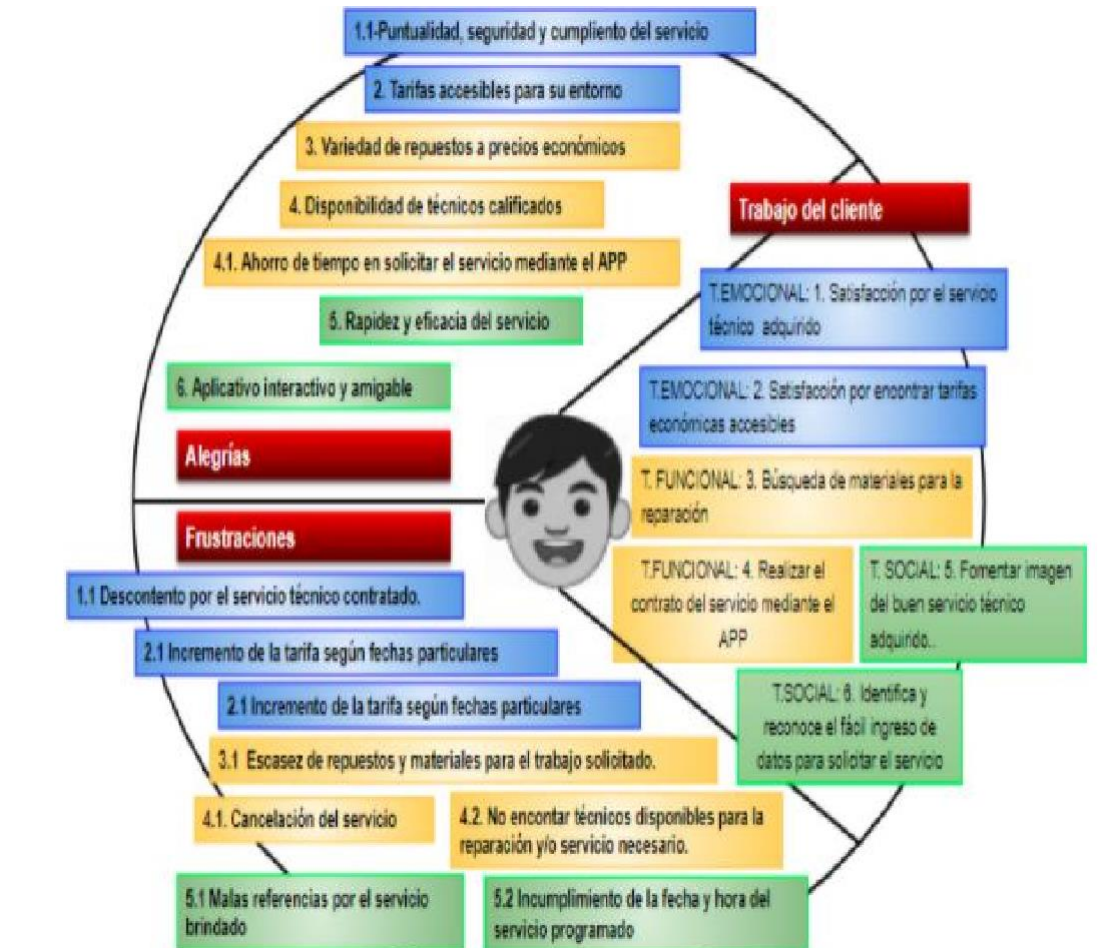 1.1-Puntualidad, seguridad y cumpliento del servicio
2. Tarifas accesibles para su entorno
3. Variedad de repuestos a precios económicos
4. Disponibilidad de técnicos calificados
4.1. Ahorro de tiempo en solicitar el servicio mediante el APP
5. Rapidez y eficacia del servicio
6. Aplicativo interactivo y amigable
Alegrías
Trabajo del cliente
T.EMOCIONAL: 1. Satisfacción por el servicio
técnico adquirido
T.EMOCIONAL: 2. Satisfacción por encontrar tarifas
económicas accesibles
T. FUNCIONAL: 3. Búsqueda de materiales para la
reparación
T.FUNCIONAL: 4. Realizar el
contrato del servicio mediante el
APP
T. SOCIAL: 5. Fomentar imagen
del buen servicio técnico
adquirido..
T.SOCIAL: 6. Identifica y
reconoce el fácil ingreso de
datos para solicitar el servicio
Frustraciones
1.1 Descontento por el servicio técnico contratado.
2.1 Incremento de la tarifa según fechas particulares
2.1 Incremento de la tarifa según fechas particulares
3.1 Escasez de repuestos y materiales para el trabajo solicitado.
4.1. Cancelación del servicio
4.2. No encontar técnicos disponibles para la
reparación y/o servicio necesario.
5.1 Malas referencias por el servicio
brindado
5.2 Incumplimiento de la fecha y hora del
servicio programado